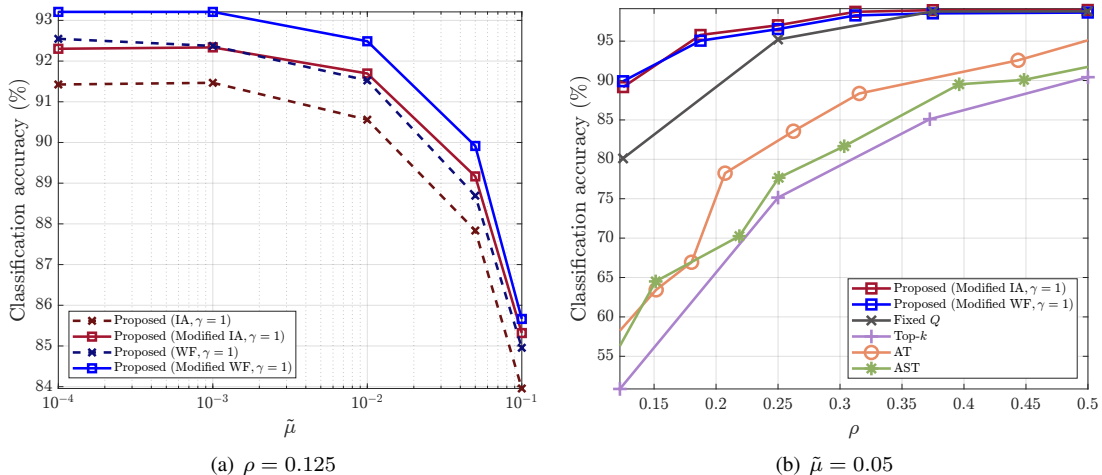 Classification accuracy (%)
93
92
91
90
89
88
87
86
85
84
10⁻⁴
10⁻³
10⁻²
10⁻¹
μ̃
Proposed (IA, γ = 1)
Proposed (Modified IA, γ = 1)
Proposed (WF, γ = 1)
Proposed (Modified WF, γ = 1)
(a) ρ = 0.125
Classification accuracy (%)
95
90
85
80
75
70
65
60
55
0.15
0.2
0.25
0.3
0.35
0.4
0.45
0.5
ρ
Proposed (Modified IA, γ = 1)
Proposed (Modified WF, γ = 1)
Fixed Q
Top-k
AT
AST
(b) μ̃ = 0.05